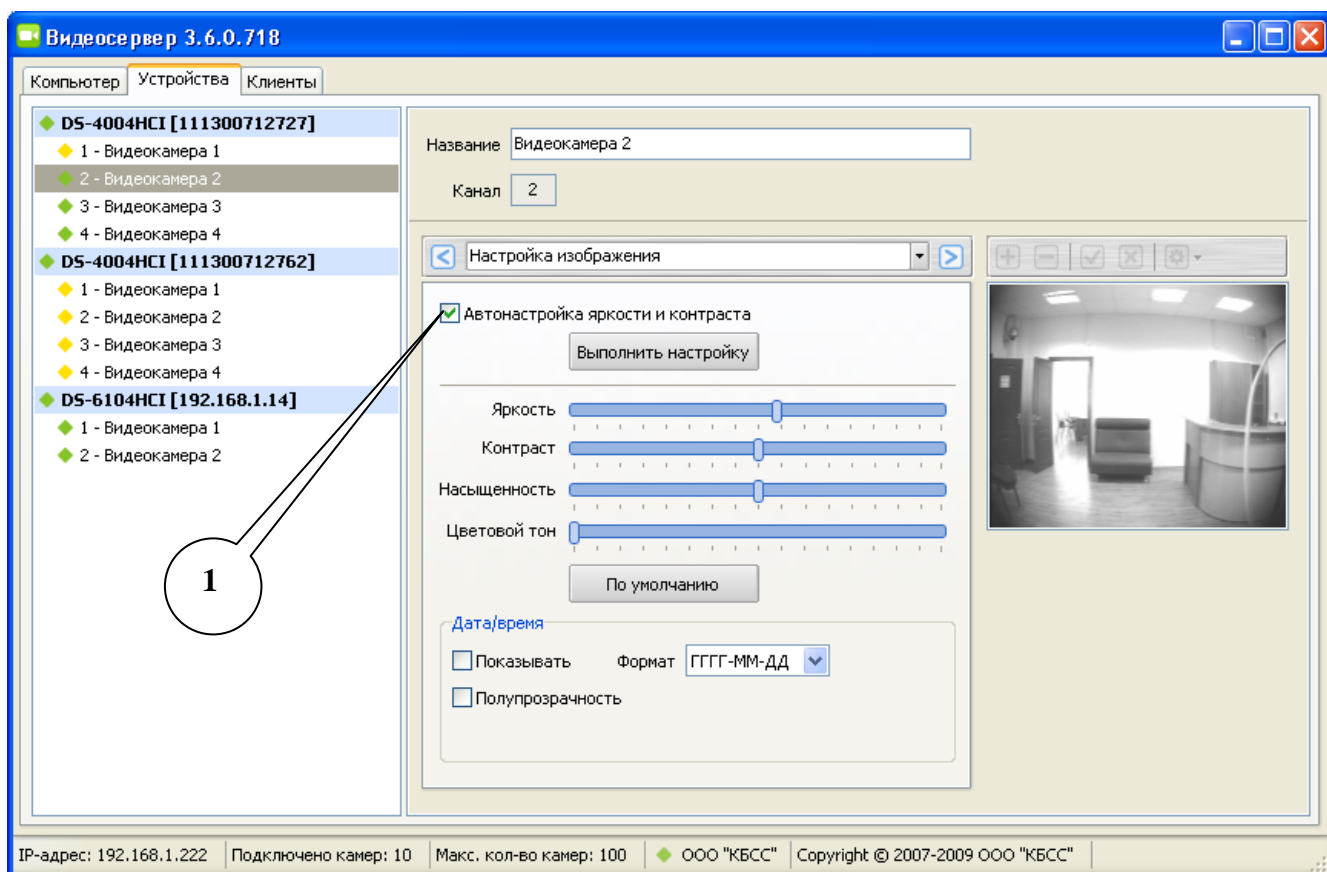 Видеосервер 3.6.0.718
Компьютер Устройства Клиенты
DS-4004HCI [111300712727]
1 - Видеокамера 1
2 - Видеокамера 2
3 - Видеокамера 3
4 - Видеокамера 4
DS-4004HCI [111300712762]
1 - Видеокамера 1
2 - Видеокамера 2
3 - Видеокамера 3
4 - Видеокамера 4
DS-6104HCI [192.168.1.14]
1 - Видеокамера 1
2 - Видеокамера 2
1
Название Видеокамера 2
Канал 2
Настройка изображения
Автонастройка яркости и контраста
Выполнить настройку
Яркость
Контраст
Насыщенность
Цветовой тон
По умолчанию
Дата/время
Показывать Формат ГГГГ-ММ-ДД
Полупрозрачность
IP-адрес: 192.168.1.222 Подключено камер: 10 Макс. кол-во камер: 100 ООО "КБСС" Copyright © 2007-2009 ООО "КБСС"